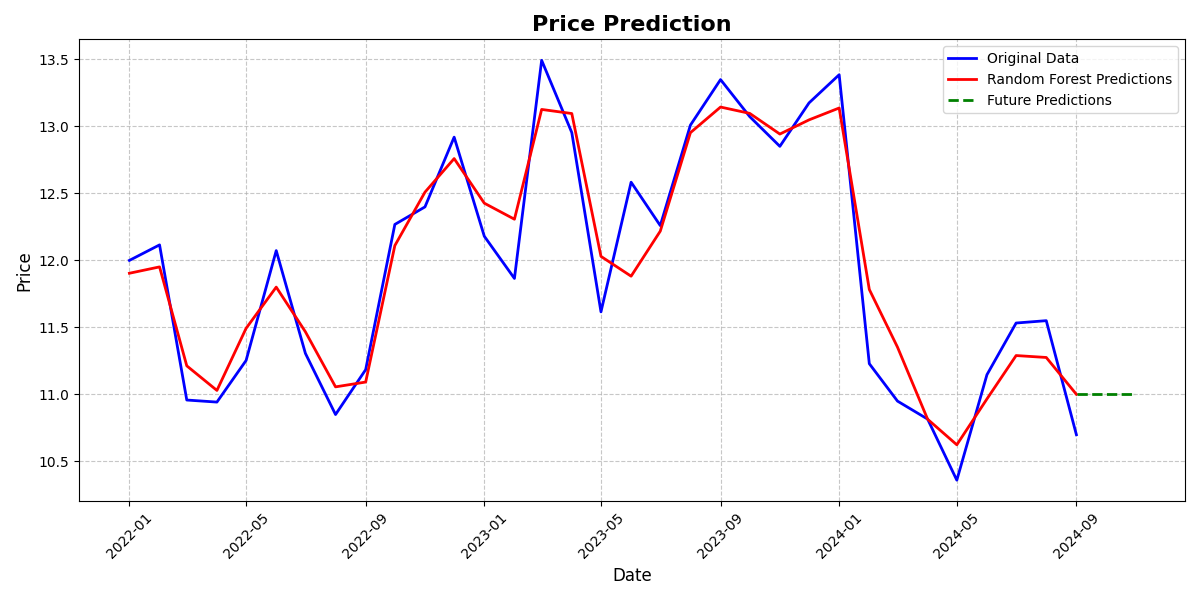 Price Prediction
Original Data
Random Forest Predictions
Future Predictions
Price
13.5
13.0
12.5
12.0
11.5
11.0
10.5
2022-01
2022-05
2022-09
2023-01
2023-05
2023-09
2024-01
2024-05
2024-09
Date